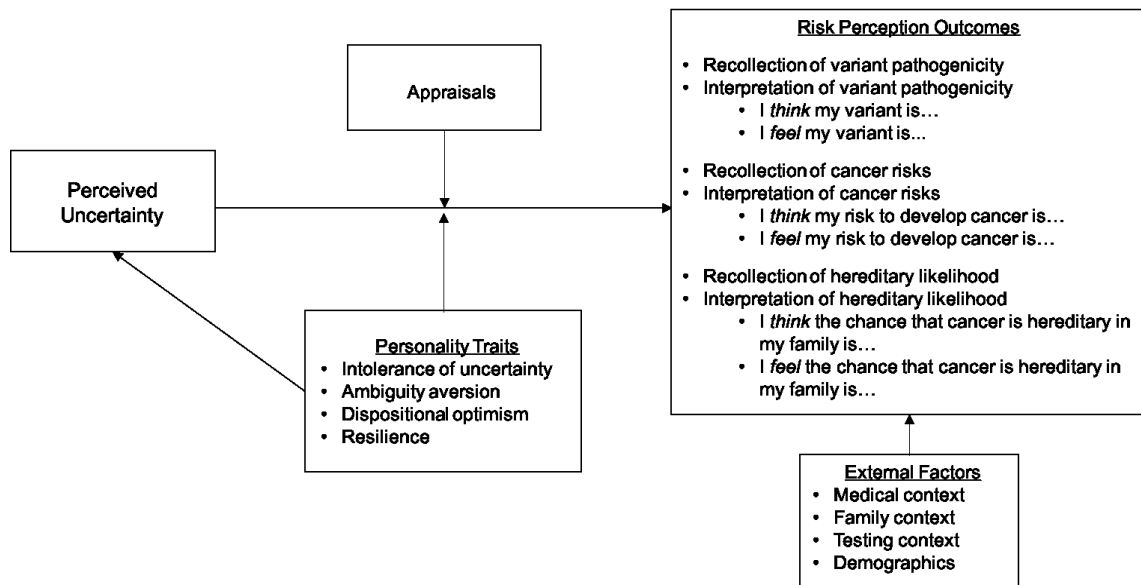 Risk Perception Outcomes
• Recollection of variant pathogenicity
• Interpretation of variant pathogenicity
• I think my variant is…
• I feel my variant is...
• Recollection of cancer risks
• Interpretation of cancer risks
• I think my risk to develop cancer is…
• I feel my risk to develop cancer is…
• Recollection of hereditary likelihood
• Interpretation of hereditary likelihood
• I think the chance that cancer is hereditary in
my family is…
• I feel the chance that cancer is hereditary in
my family is…
Appraisals
Perceived
Uncertainty
Personality Traits
• Intolerance of uncertainty
• Ambiguity aversion
• Dispositional optimism
• Resilience
External Factors
• Medical context
• Family context
• Testing context
• Demographics